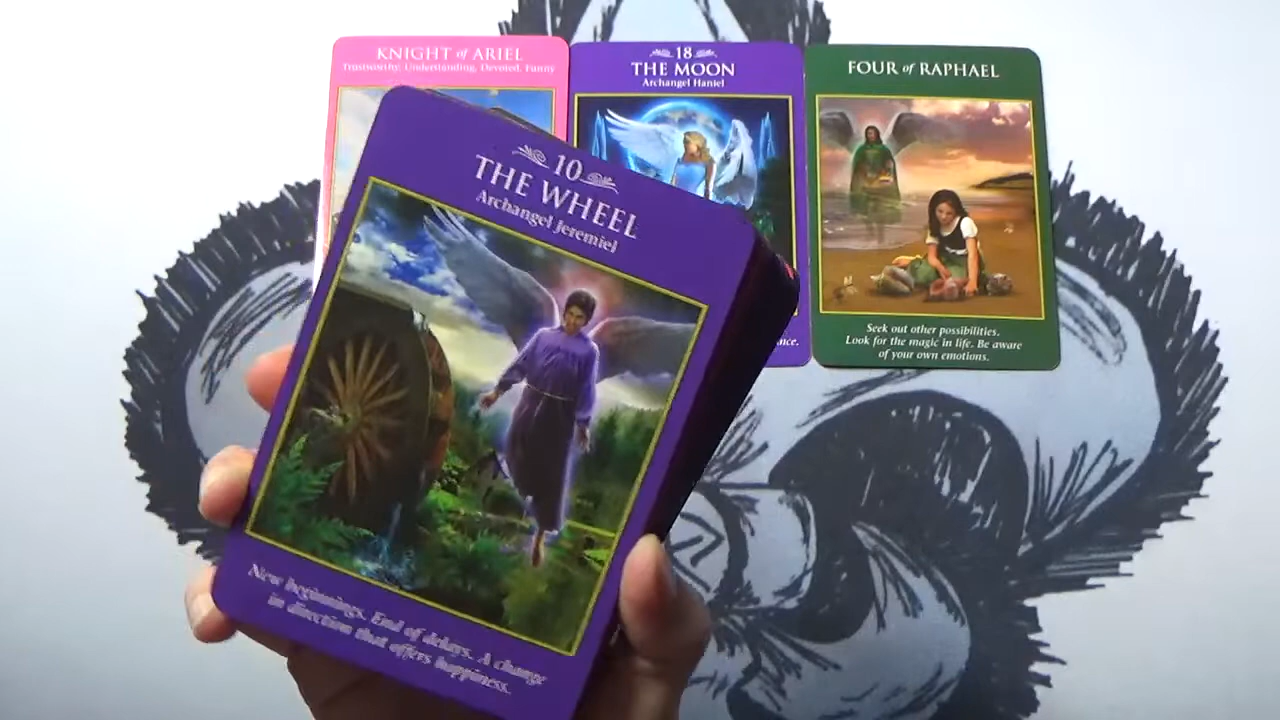 KNIGHT of ARIEL
Trustworthy, Understanding, Devoted, Funny
18
THE MOON
Archangel Haniel
nce.
FOUR of RAPHAEL
Seek out other possibilities.
Look for the magic in life. Be aware
of your own emotions.
10
THE WHEEL
Archangel Jeremiel
New beginnings. End of delays. A change
in direction that offers happiness.